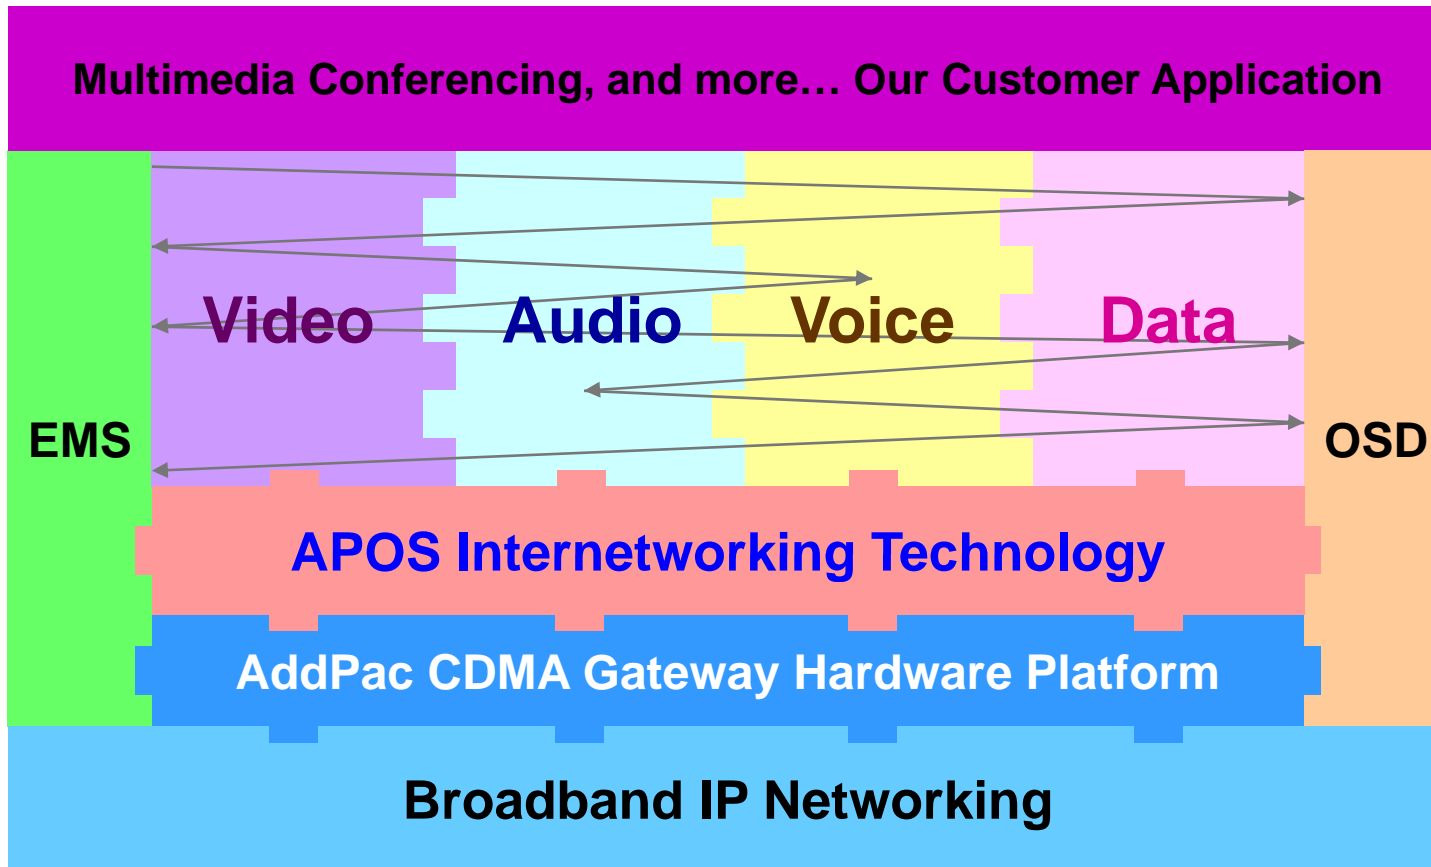 Multimedia Conferencing, and more… Our Customer Application
Video Audio Voice Data
EMS
OSD
APOS Internetworking Technology
AddPac CDMA Gateway Hardware Platform
Broadband IP Networking